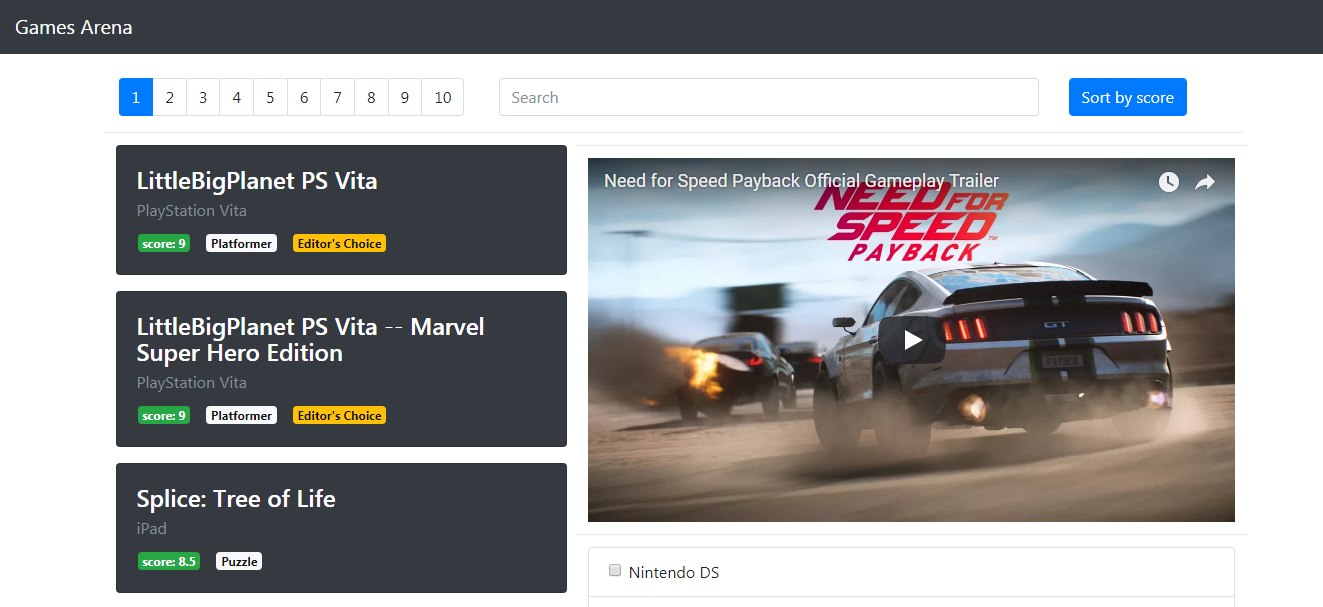 Games Arena
1 2 3 4 5 6 7 8 9 10
Search
Sort by score
LittleBigPlanet PS Vita
PlayStation Vita
score: 9 Platformer Editor's Choice
LittleBigPlanet PS Vita -- Marvel
Super Hero Edition
PlayStation Vita
score: 9 Platformer Editor's Choice
Splice: Tree of Life
iPad
score: 8.5 Puzzle
Need for Speed Payback Official Gameplay Trailer
NEED FOR
SPEED™
PAYBACK
GT
PAYBCK
Nintendo DS